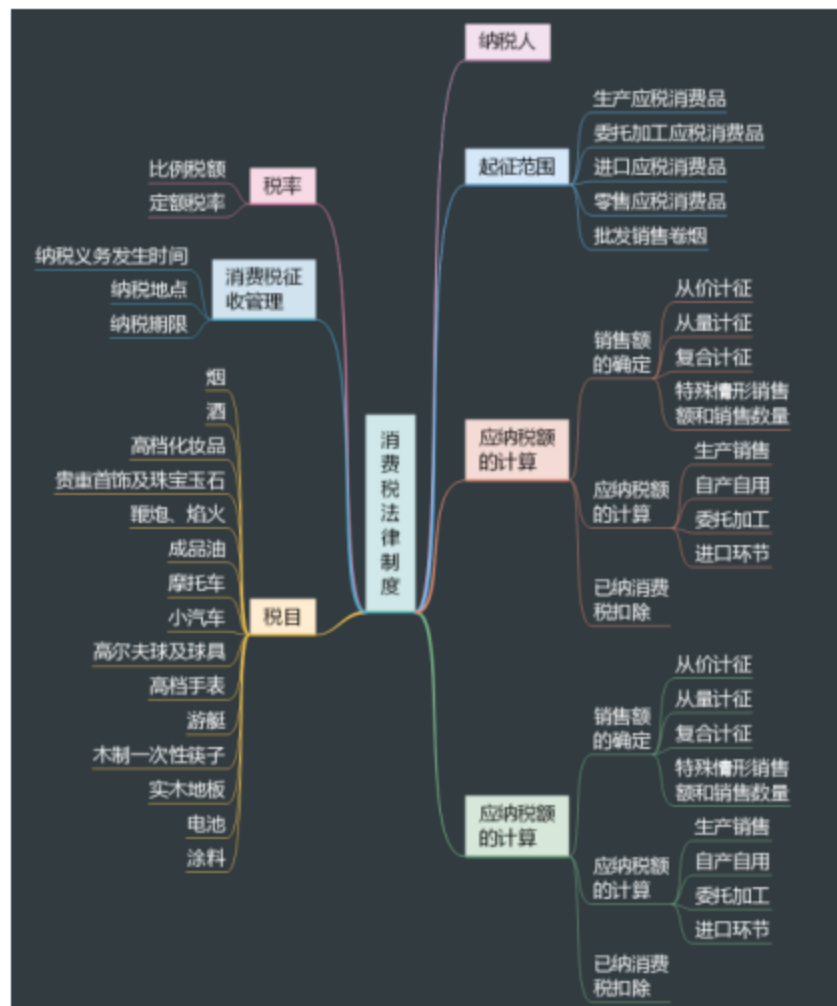 消费税法律制度
纳税人
起征范围
生产应税消费品
委托加工应税消费品
进口应税消费品
零售应税消费品
批发销售卷烟
应纳税额
的计算
销售额
的确定
从价计征
从量计征
复合计征
特殊情形销售
额和销售数量
应纳税额
的计算
生产销售
自产自用
委托加工
进口环节
已纳消费
税扣除
应纳税额
的计算
销售额
的确定
从价计征
从量计征
复合计征
特殊情形销售
额和销售数量
应纳税额
的计算
生产销售
自产自用
委托加工
进口环节
已纳消费
税扣除
税率
比例税额
定额税率
消费税征
收管理
纳税义务发生时间
纳税地点
纳税期限
税目
烟
酒
高档化妆品
贵重首饰及珠宝玉石
鞭炮、焰火
成品油
摩托车
小汽车
高尔夫球及球具
高档手表
游艇
木制一次性筷子
实木地板
电池
涂料